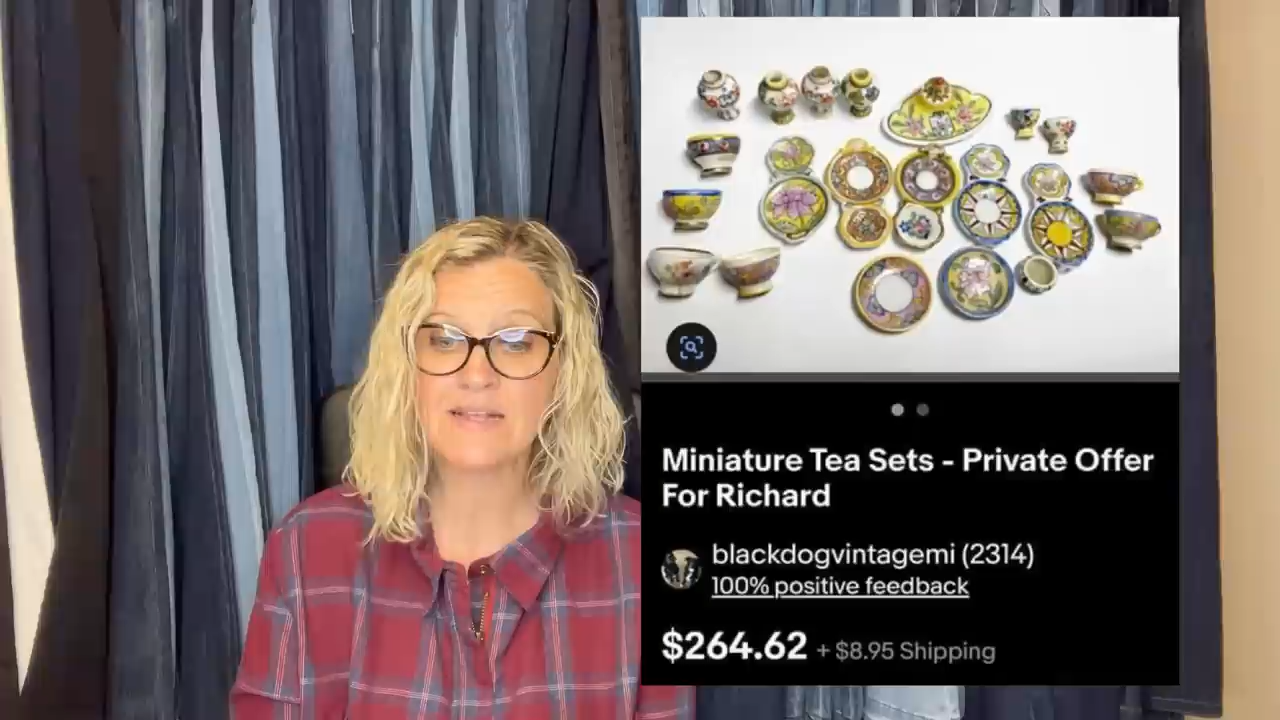 Miniature Tea Sets - Private Offer
For Richard
blackdogvintagemi (2314)
100% positive feedback
$264.62 + $8.95 Shipping